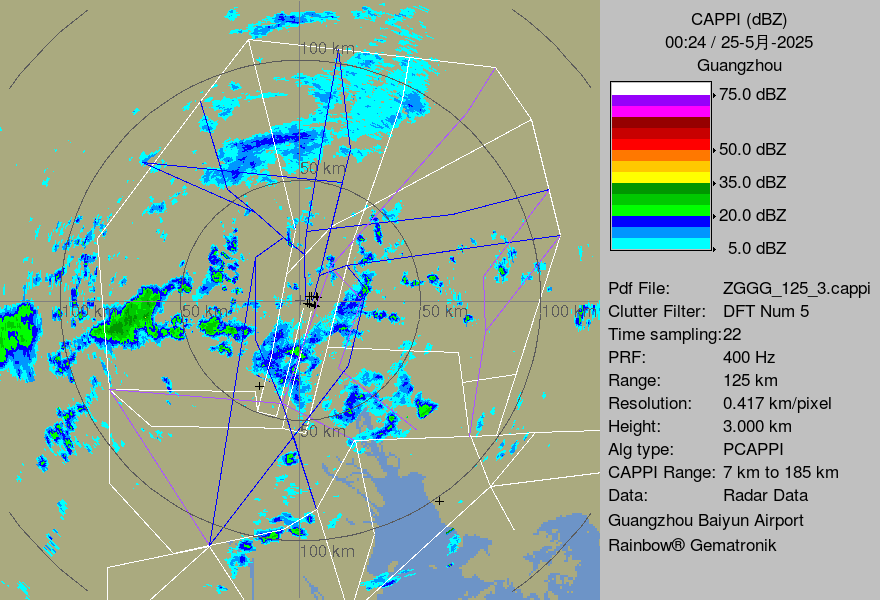 CAPPI (dBZ)
00:24 / 25-5月-2025
Guangzhou
75.0 dBZ
50.0 dBZ
35.0 dBZ
20.0 dBZ
5.0 dBZ
Pdf File: ZGGG_125_3.cappi
Clutter Filter: DFT Num 5
Time sampling:22
PRF: 400 Hz
Range: 125 km
Resolution: 0.417 km/pixel
Height: 3.000 km
Alg type: PCAPPI
CAPPI Range: 7 km to 185 km
Data: Radar Data
Guangzhou Baiyun Airport
Rainbow® Gematronik
100 km
50 km
100 km
50 km
50 km
100 km
50 km
100 km